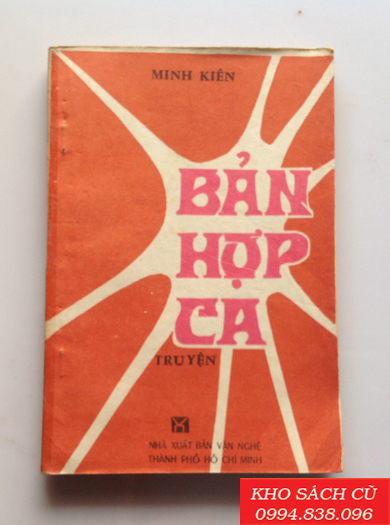 MINH KIÊN
BẢN
HỢP
CA
TRUYỆN
NHÀ XUẤT BẢN VĂN NGHỆ
THÀNH PHỐ HỒ CHÍ MINH
KHO SÁCH CŨ
0994.838.096